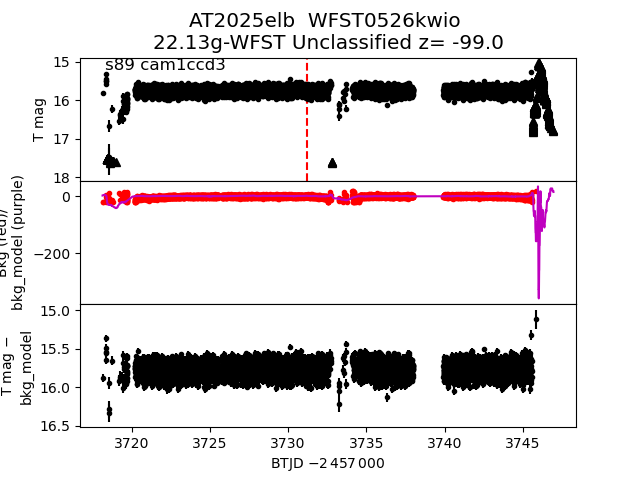 AT2025elb  WFST0526kwio
22.13g-WFST Unclassified z= -99.0
s89 cam1ccd3
15
16
17
18
T mag
0
−200
bkg_model (purple)
15.0
15.5
16.0
16.5
T mag −
bkg_model
3720
3725
3730
3735
3740
3745
BTJD −2 457 000